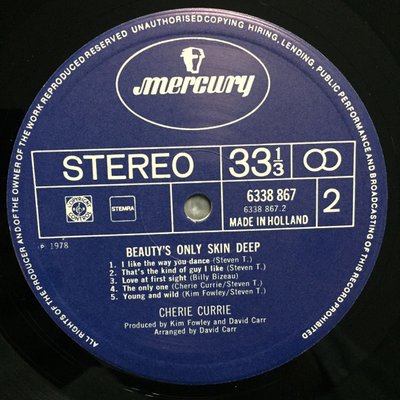 ALL RIGHTS OF THE PRODUCER AND OF THE OWNER OF THE WORK REPRODUCED RESERVED UNAUTHORISED COPYING HIRING, LENDING, PUBLIC PERFORMANCE AND BROADCASTING OF THIS RECORD PROHIBITED
mercury
STEREO 33 1/3
STEMRA
6338 867
6338 867.2
MADE IN HOLLAND
2
P 1978
BEAUTY'S ONLY SKIN DEEP
1. I like the way you dance (Steven T.)
2. That's the kind of guy I like (Steven T.)
3. Love at first sight (Billy Bizeau)
4. The only one (Cherie Currie/Steven T.)
5. Young and wild (Kim Fowley/Steven T.)
CHERIE CURRIE
Produced by Kim Fowley and David Carr
Arranged by David Carr